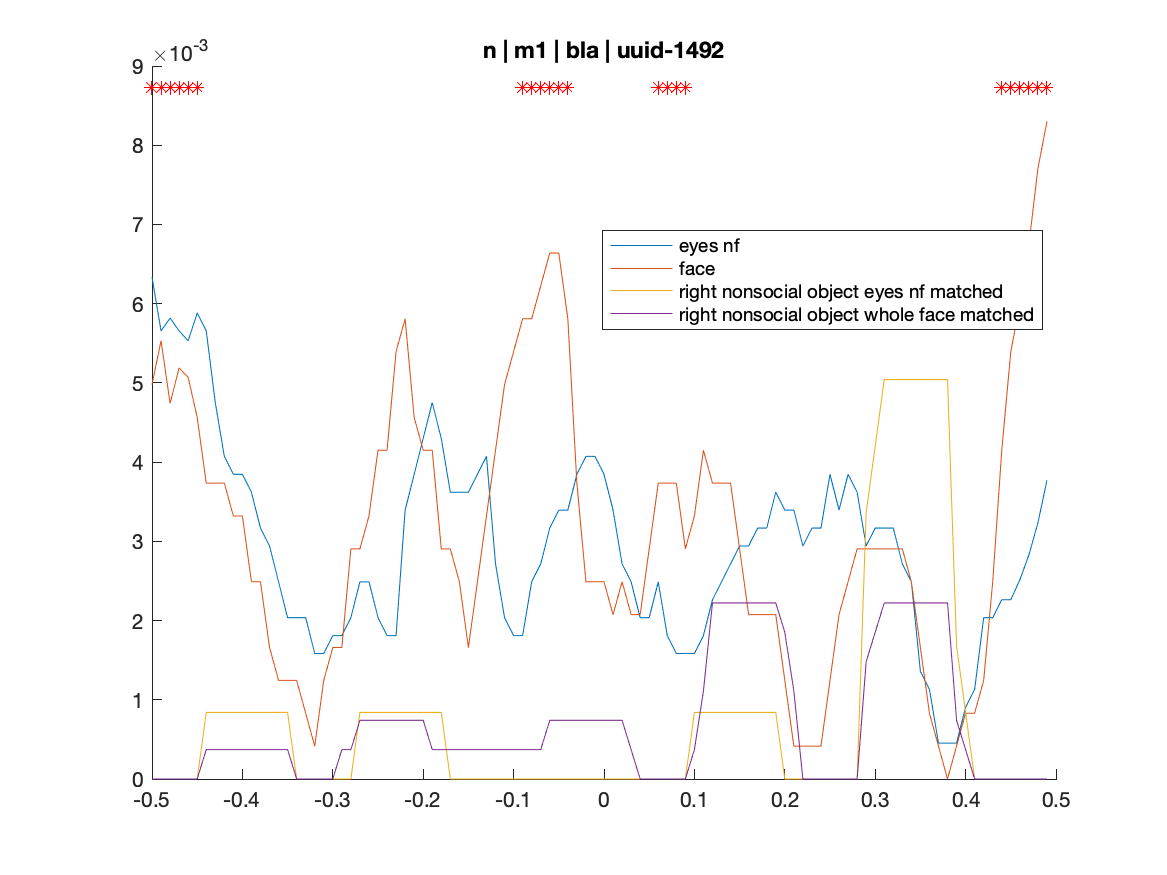 ×10-3
n | m1 | bla | uuid-1492
9
8
7
6
5
4
3
2
1
0
eyes nf
face
right nonsocial object eyes nf matched
right nonsocial object whole face matched
-0.5 -0.4 -0.3 -0.2 -0.1 0 0.1 0.2 0.3 0.4 0.5